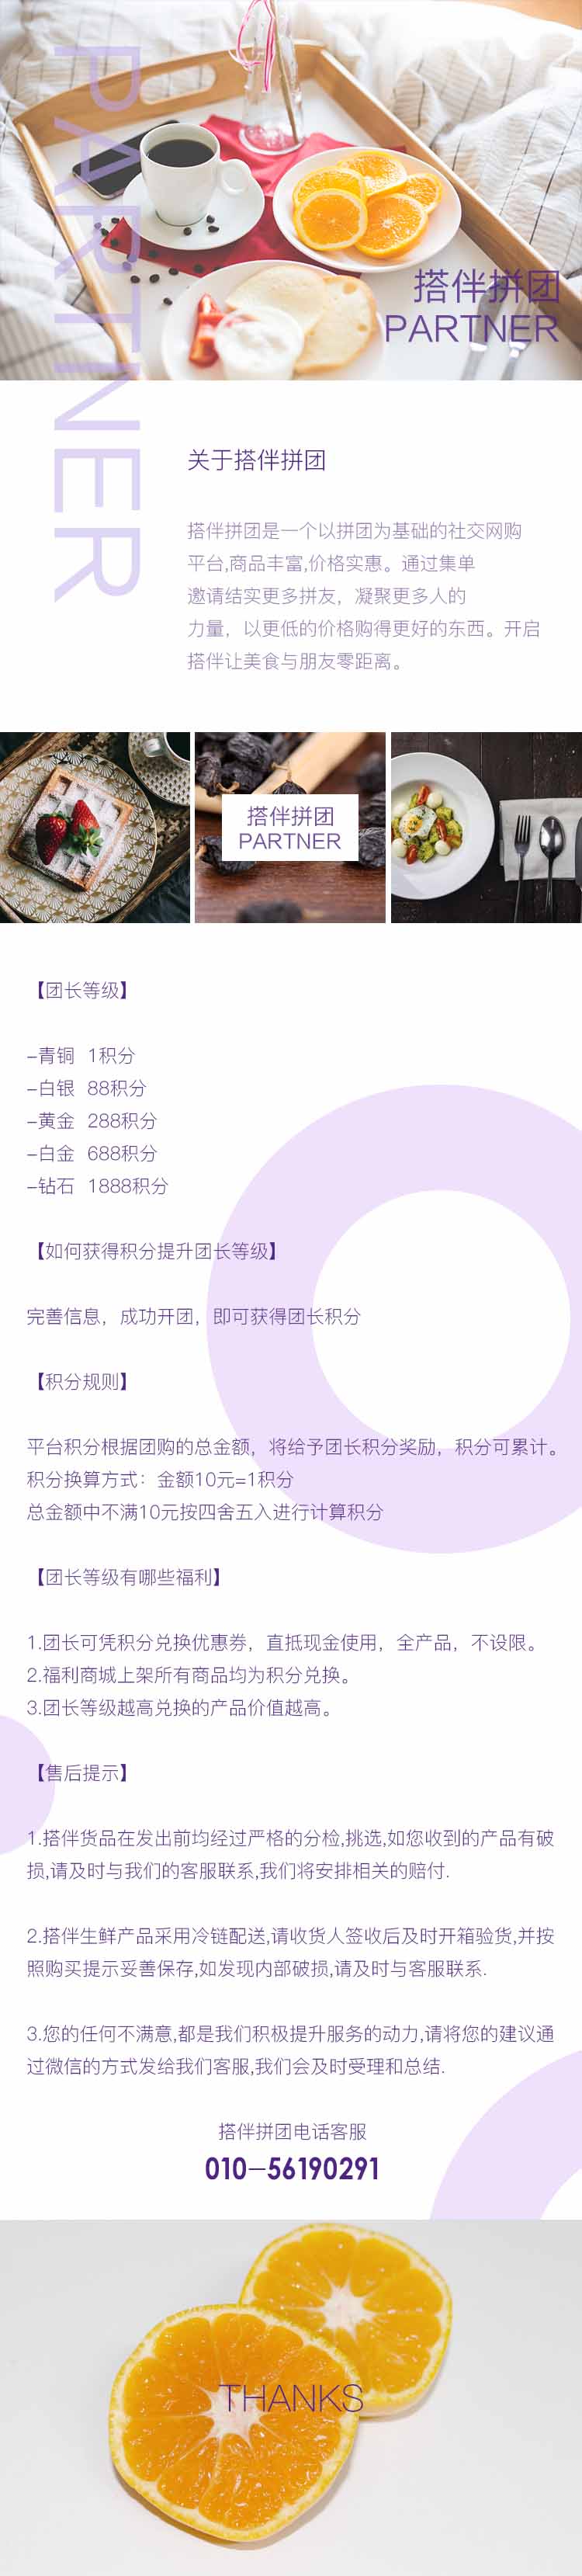 PARTNER
搭伴拼团
PARTNER
关于搭伴拼团
搭伴拼团是一个以拼团为基础的社交网购
平台,商品丰富,价格实惠。通过集单
邀请结实更多拼友，凝聚更多人的
力量，以更低的价格购得更好的东西。开启
搭伴让美食与朋友零距离。
搭伴拼团
PARTNER
【团长等级】
-青铜 1积分
-白银 88积分
-黄金 288积分
-白金 688积分
-钻石 1888积分
【如何获得积分提升团长等级】
完善信息，成功开团，即可获得团长积分
【积分规则】
平台积分根据团购的总金额，将给予团长积分奖励，积分可累计。
积分换算方式：金额10元=1积分
总金额中不满10元按四舍五入进行计算积分
【团长等级有哪些福利】
1.团长可凭积分兑换优惠券，直抵现金使用，全产品，不设限。
2.福利商城上架所有商品均为积分兑换。
3.团长等级越高兑换的产品价值越高。
【售后提示】
1.搭伴货品在发出前均经过严格的分检,挑选,如您收到的产品有破
损,请及时与我们的客服联系,我们将安排相关的赔付.
2.搭伴生鲜产品采用冷链配送,请收货人签收后及时开箱验货,并按
照购买提示妥善保存,如发现内部破损,请及时与客服联系.
3.您的任何不满意,都是我们积极提升服务的动力,请将您的建议通
过微信的方式发给我们客服,我们会及时受理和总结.
搭伴拼团电话客服
010-56190291
THANKS